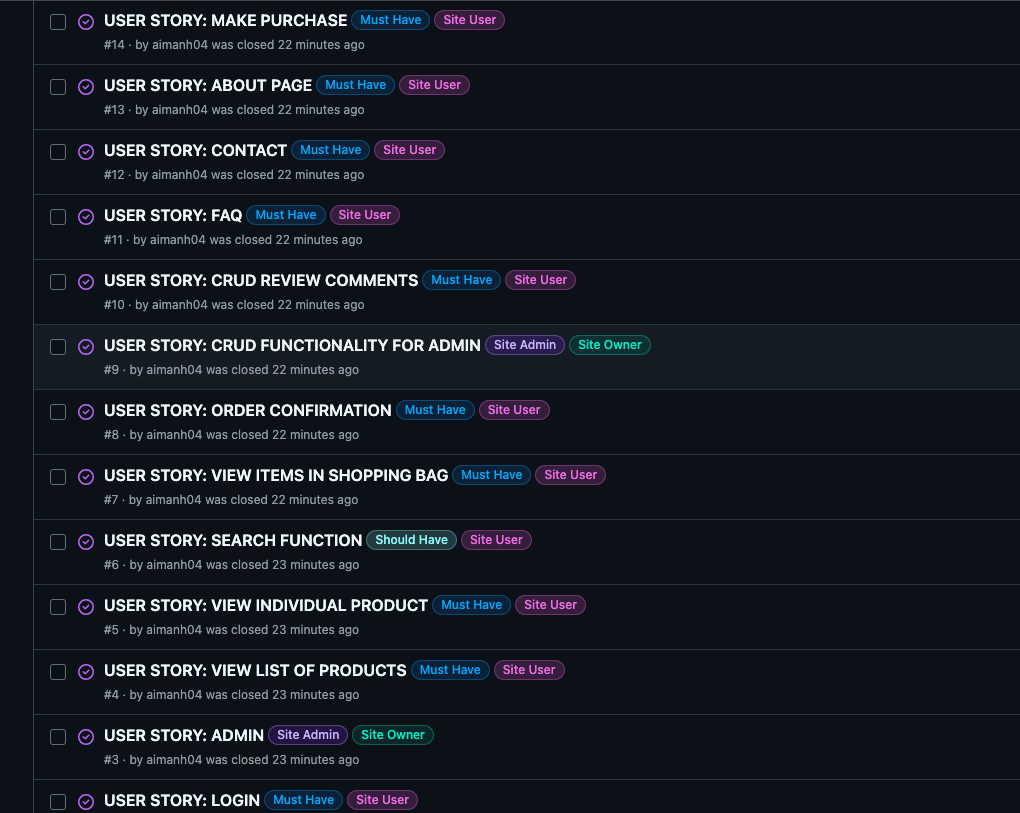 USER STORY: MAKE PURCHASE Must Have Site User
#14 · by aimanh04 was closed 22 minutes ago
USER STORY: ABOUT PAGE Must Have Site User
#13 · by aimanh04 was closed 22 minutes ago
USER STORY: CONTACT Must Have Site User
#12 · by aimanh04 was closed 22 minutes ago
USER STORY: FAQ Must Have Site User
#11 · by aimanh04 was closed 22 minutes ago
USER STORY: CRUD REVIEW COMMENTS Must Have Site User
#10 · by aimanh04 was closed 22 minutes ago
USER STORY: CRUD FUNCTIONALITY FOR ADMIN Site Admin Site Owner
#9 · by aimanh04 was closed 22 minutes ago
USER STORY: ORDER CONFIRMATION Must Have Site User
#8 · by aimanh04 was closed 22 minutes ago
USER STORY: VIEW ITEMS IN SHOPPING BAG Must Have Site User
#7 · by aimanh04 was closed 22 minutes ago
USER STORY: SEARCH FUNCTION Should Have Site User
#6 · by aimanh04 was closed 23 minutes ago
USER STORY: VIEW INDIVIDUAL PRODUCT Must Have Site User
#5 · by aimanh04 was closed 23 minutes ago
USER STORY: VIEW LIST OF PRODUCTS Must Have Site User
#4 · by aimanh04 was closed 23 minutes ago
USER STORY: ADMIN Site Admin Site Owner
#3 · by aimanh04 was closed 23 minutes ago
USER STORY: LOGIN Must Have Site User